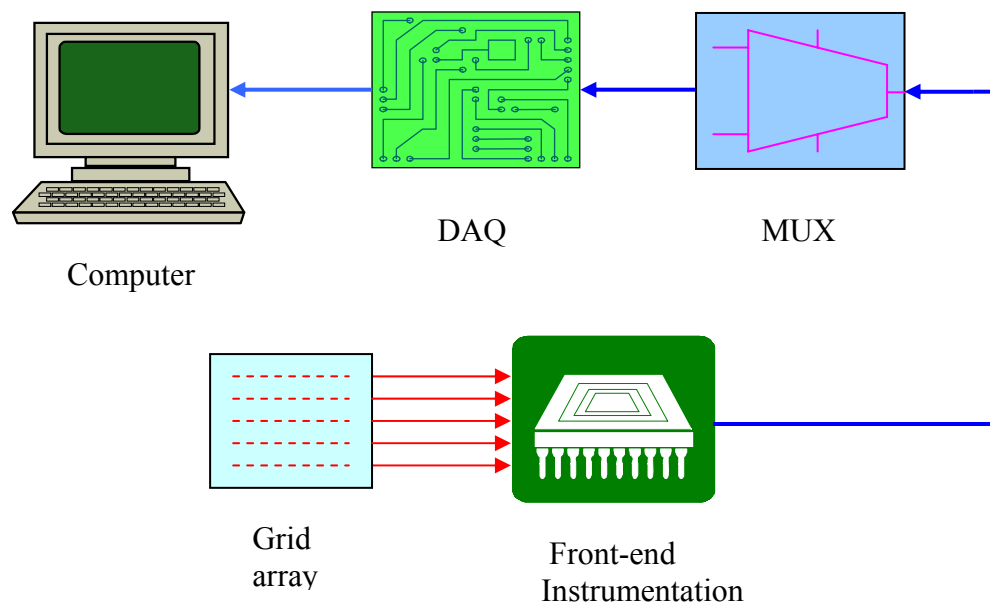 DAQ
MUX
Computer
Grid
array
Front-end
Instrumentation